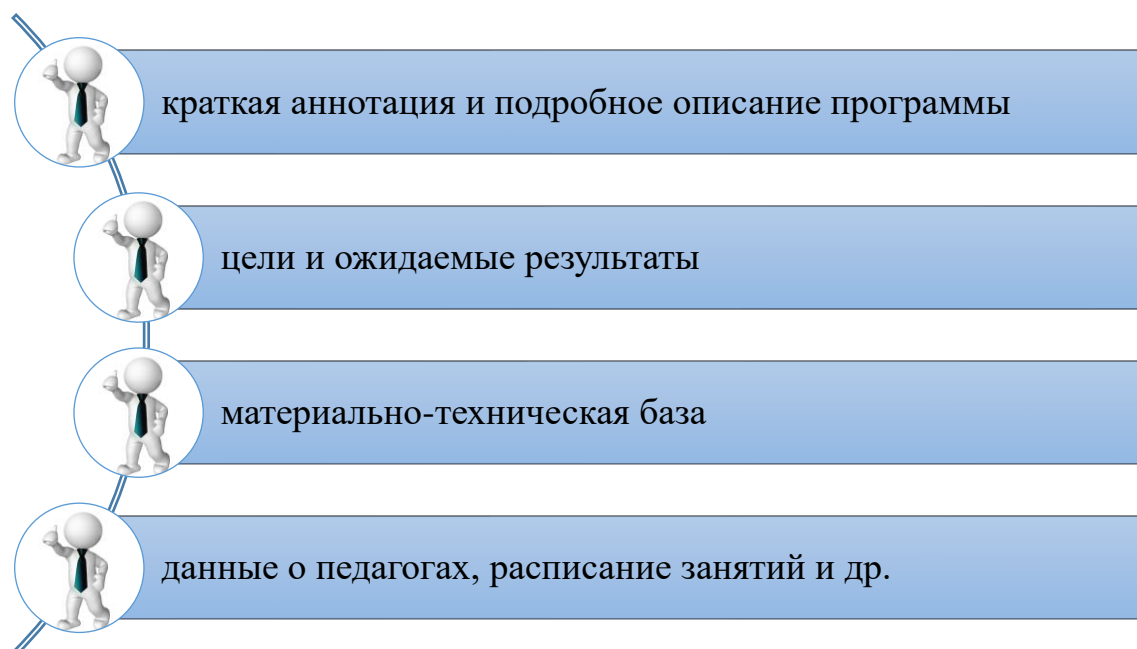 краткая аннотация и подробное описание программы
цели и ожидаемые результаты
материально-техническая база
данные о педагогах, расписание занятий и др.